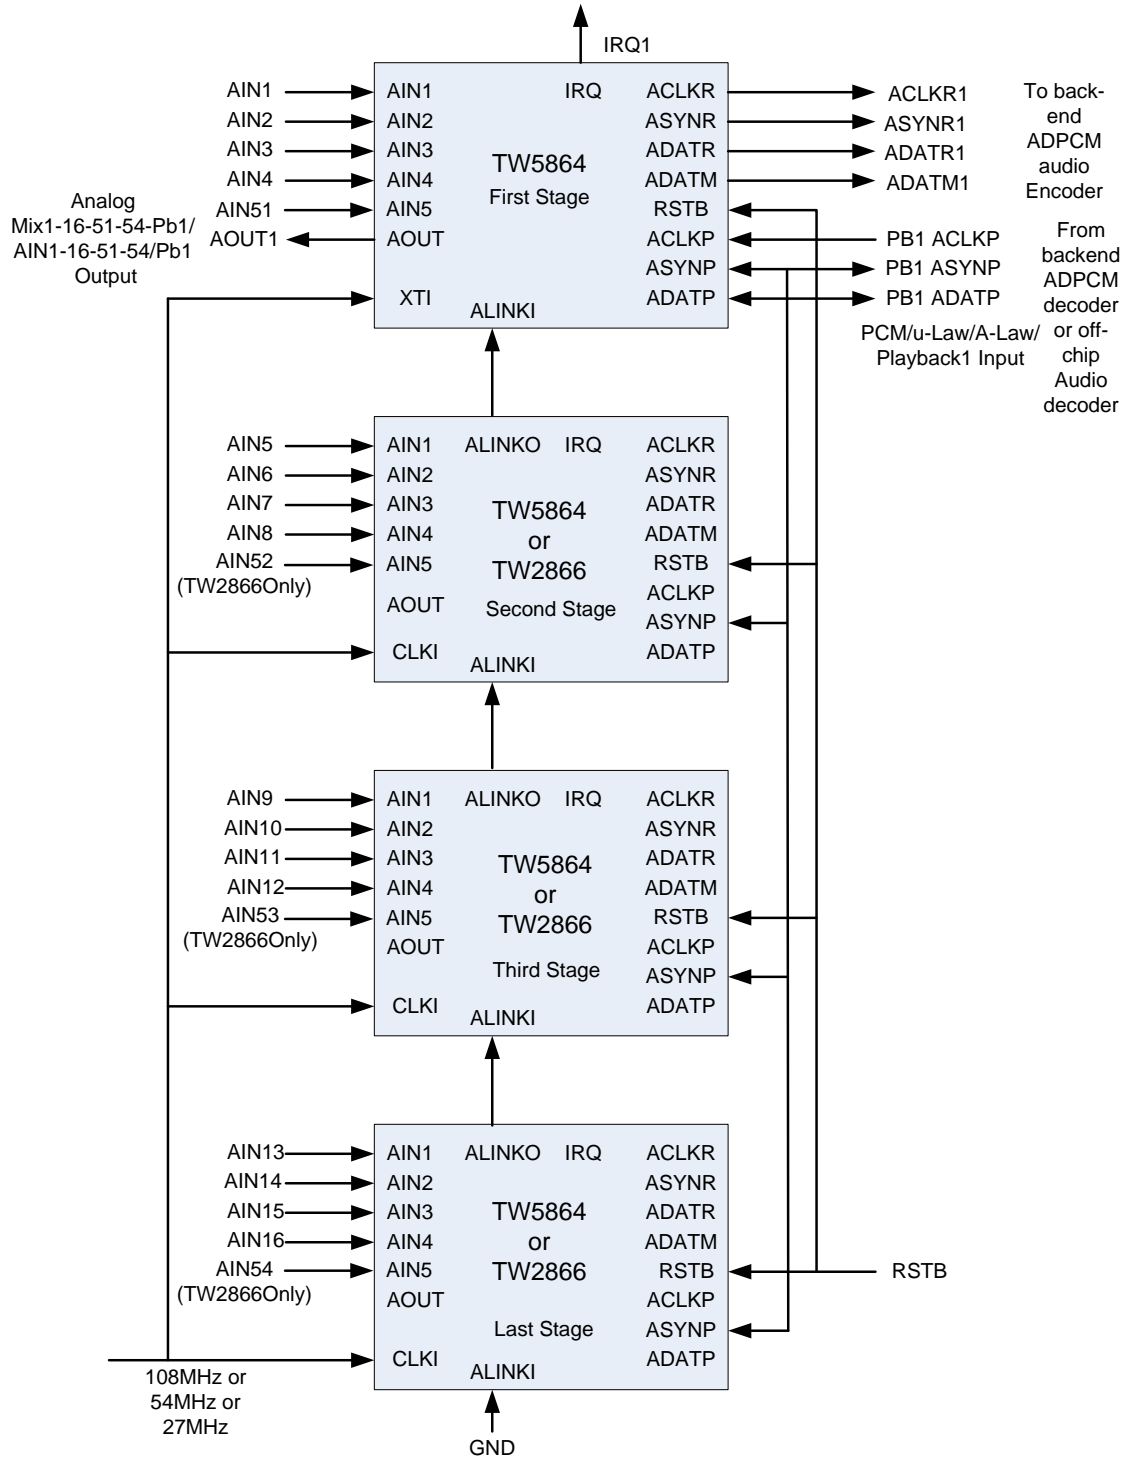 IRQ1
AIN1
AIN2
AIN3
AIN4
AIN51
AOUT1
Analog
Mix1-16-51-54-Pb1/
AIN1-16-51-54/Pb1
Output
AIN1
AIN2
AIN3
AIN4
AIN5
AOUT
XTI
IRQ
TW5864
First Stage
ALINKI
ACLKR
ASYNR
ADATR
ADATM
RSTB
ACLKP
ASYNP
ADATP
ACLKR1
ASYNR1
ADATR1
ADATM1
PB1 ACLKP
PB1 ASYNP
PB1 ADATP
PCM/u-Law/A-Law/
Playback1 Input
To back-
end
ADPCM
audio
Encoder
From
backend
ADPCM
decoder
or off-
chip
Audio
decoder
AIN5
AIN6
AIN7
AIN8
AIN52
(TW2866Only)
AIN1
AIN2
AIN3
AIN4
AIN5
AOUT
CLKI
ALINKO
IRQ
TW5864
or
TW2866
Second Stage
ALINKI
ACLKR
ASYNR
ADATR
ADATM
RSTB
ACLKP
ASYNP
ADATP
AIN9
AIN10
AIN11
AIN12
AIN53
(TW2866Only)
AIN1
AIN2
AIN3
AIN4
AIN5
AOUT
CLKI
ALINKO
IRQ
TW5864
or
TW2866
Third Stage
ALINKI
ACLKR
ASYNR
ADATR
ADATM
RSTB
ACLKP
ASYNP
ADATP
AIN13
AIN14
AIN15
AIN16
AIN54
(TW2866Only)
AIN1
AIN2
AIN3
AIN4
AIN5
AOUT
CLKI
ALINKO
IRQ
TW5864
or
TW2866
Last Stage
ALINKI
ACLKR
ASYNR
ADATR
ADATM
RSTB
ACLKP
ASYNP
ADATP
RSTB
108MHz or
54MHz or
27MHz
GND